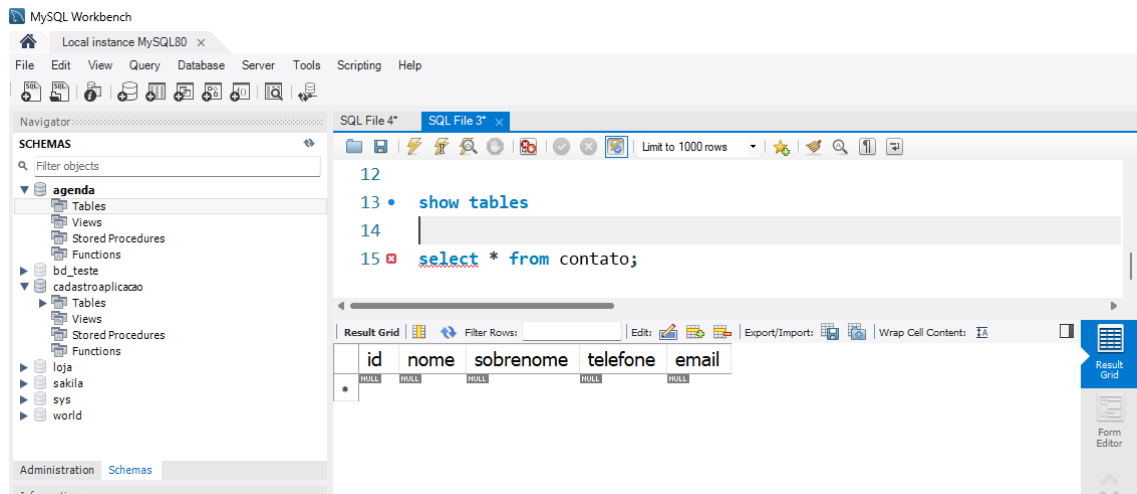 MySQL Workbench
Local instance MySQL80 ×
File Edit View Query Database Server Tools Scripting Help
Navigator
SCHEMAS
Filter objects
agenda
Tables
Views
Stored Procedures
Functions
bd_teste
cadastroaplicacao
Tables
Views
Stored Procedures
Functions
loja
sakila
sys
world
Administration Schemas
SQL File 4* SQL File 3* ×
Limit to 1000 rows
12
13 show tables
14
15 select * from contato;
Result Grid Filter Rows: Edit: Export/Import: Wrap Cell Content:
id nome sobrenome telefone email
* NULL NULL NULL NULL NULL
Result
Grid
Form
Editor